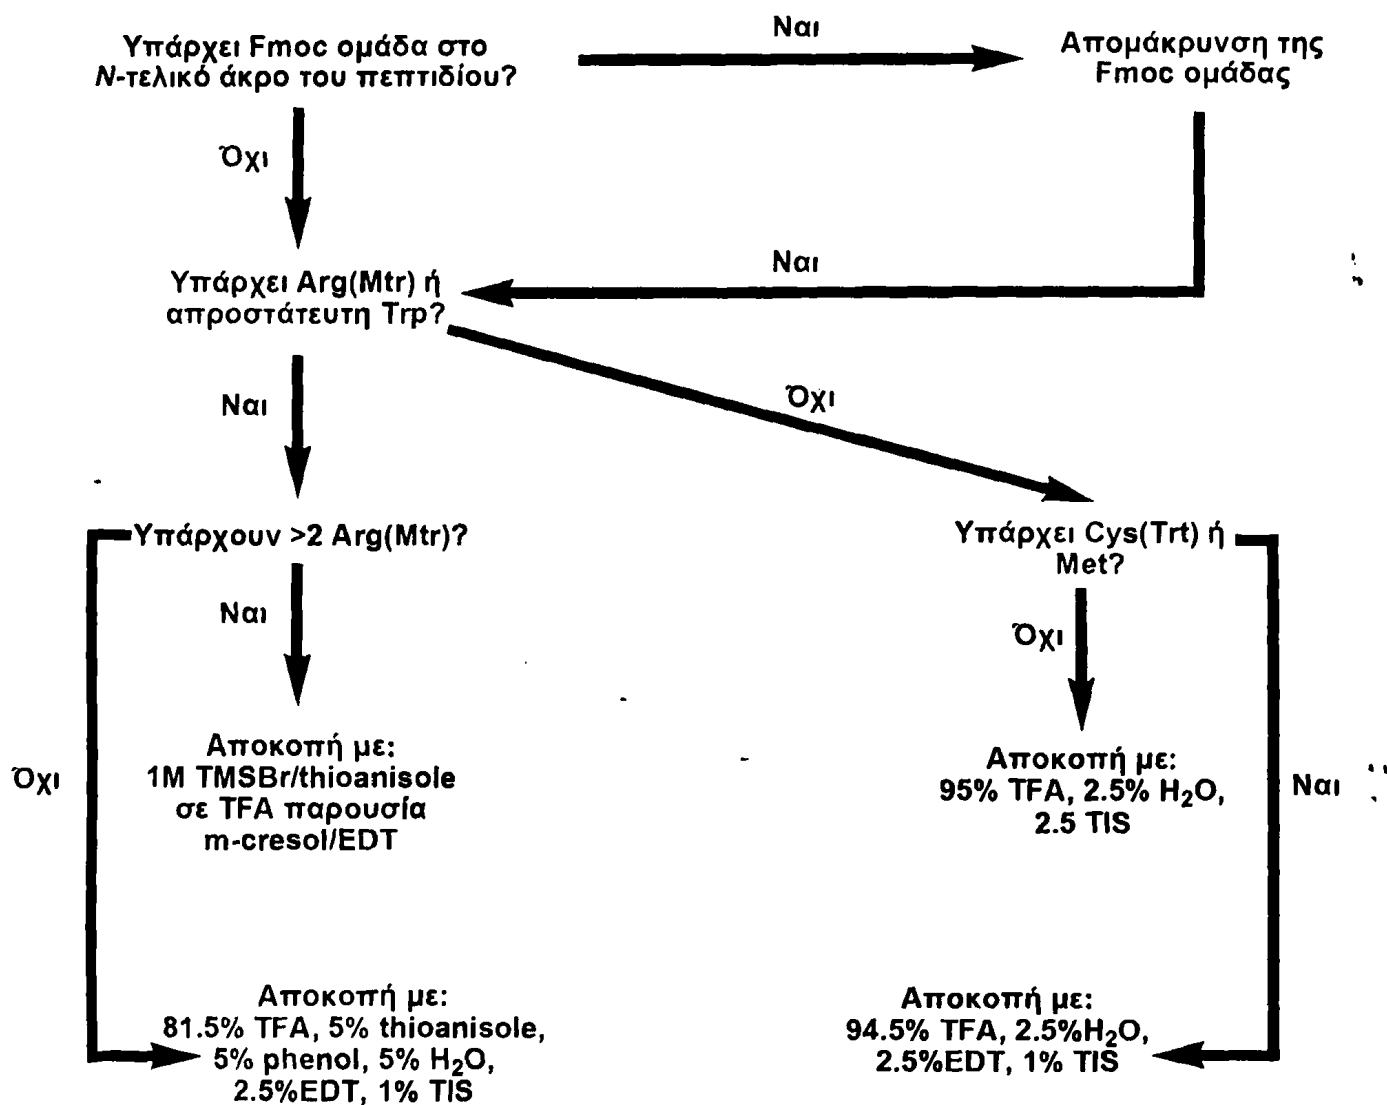 Υπάρχει Fmoc ομάδα στο
N-τελικό άκρο του πεπτιδίου?
Ναι
Απομάκρυνση της
Fmoc ομάδας
Όχι
Ναι
Υπάρχει Arg(Mtr) ή
απροστάτευτη Trp?
Ναι
Όχι
Υπάρχουν >2 Arg(Mtr)?
Υπάρχει Cys(Trt) ή
Met?
Ναι
Όχι
Όχι
Αποκοπή με:
1M TMSBr/thioanisole
σε TFA παρουσία
m-cresol/EDT
Αποκοπή με:
95% TFA, 2.5% H₂O,
2.5 TIS
Ναι
Αποκοπή με:
81.5% TFA, 5% thioanisole,
5% phenol, 5% H₂O,
2.5%EDT, 1% TIS
Αποκοπή με:
94.5% TFA, 2.5%H₂O,
2.5%EDT, 1% TIS